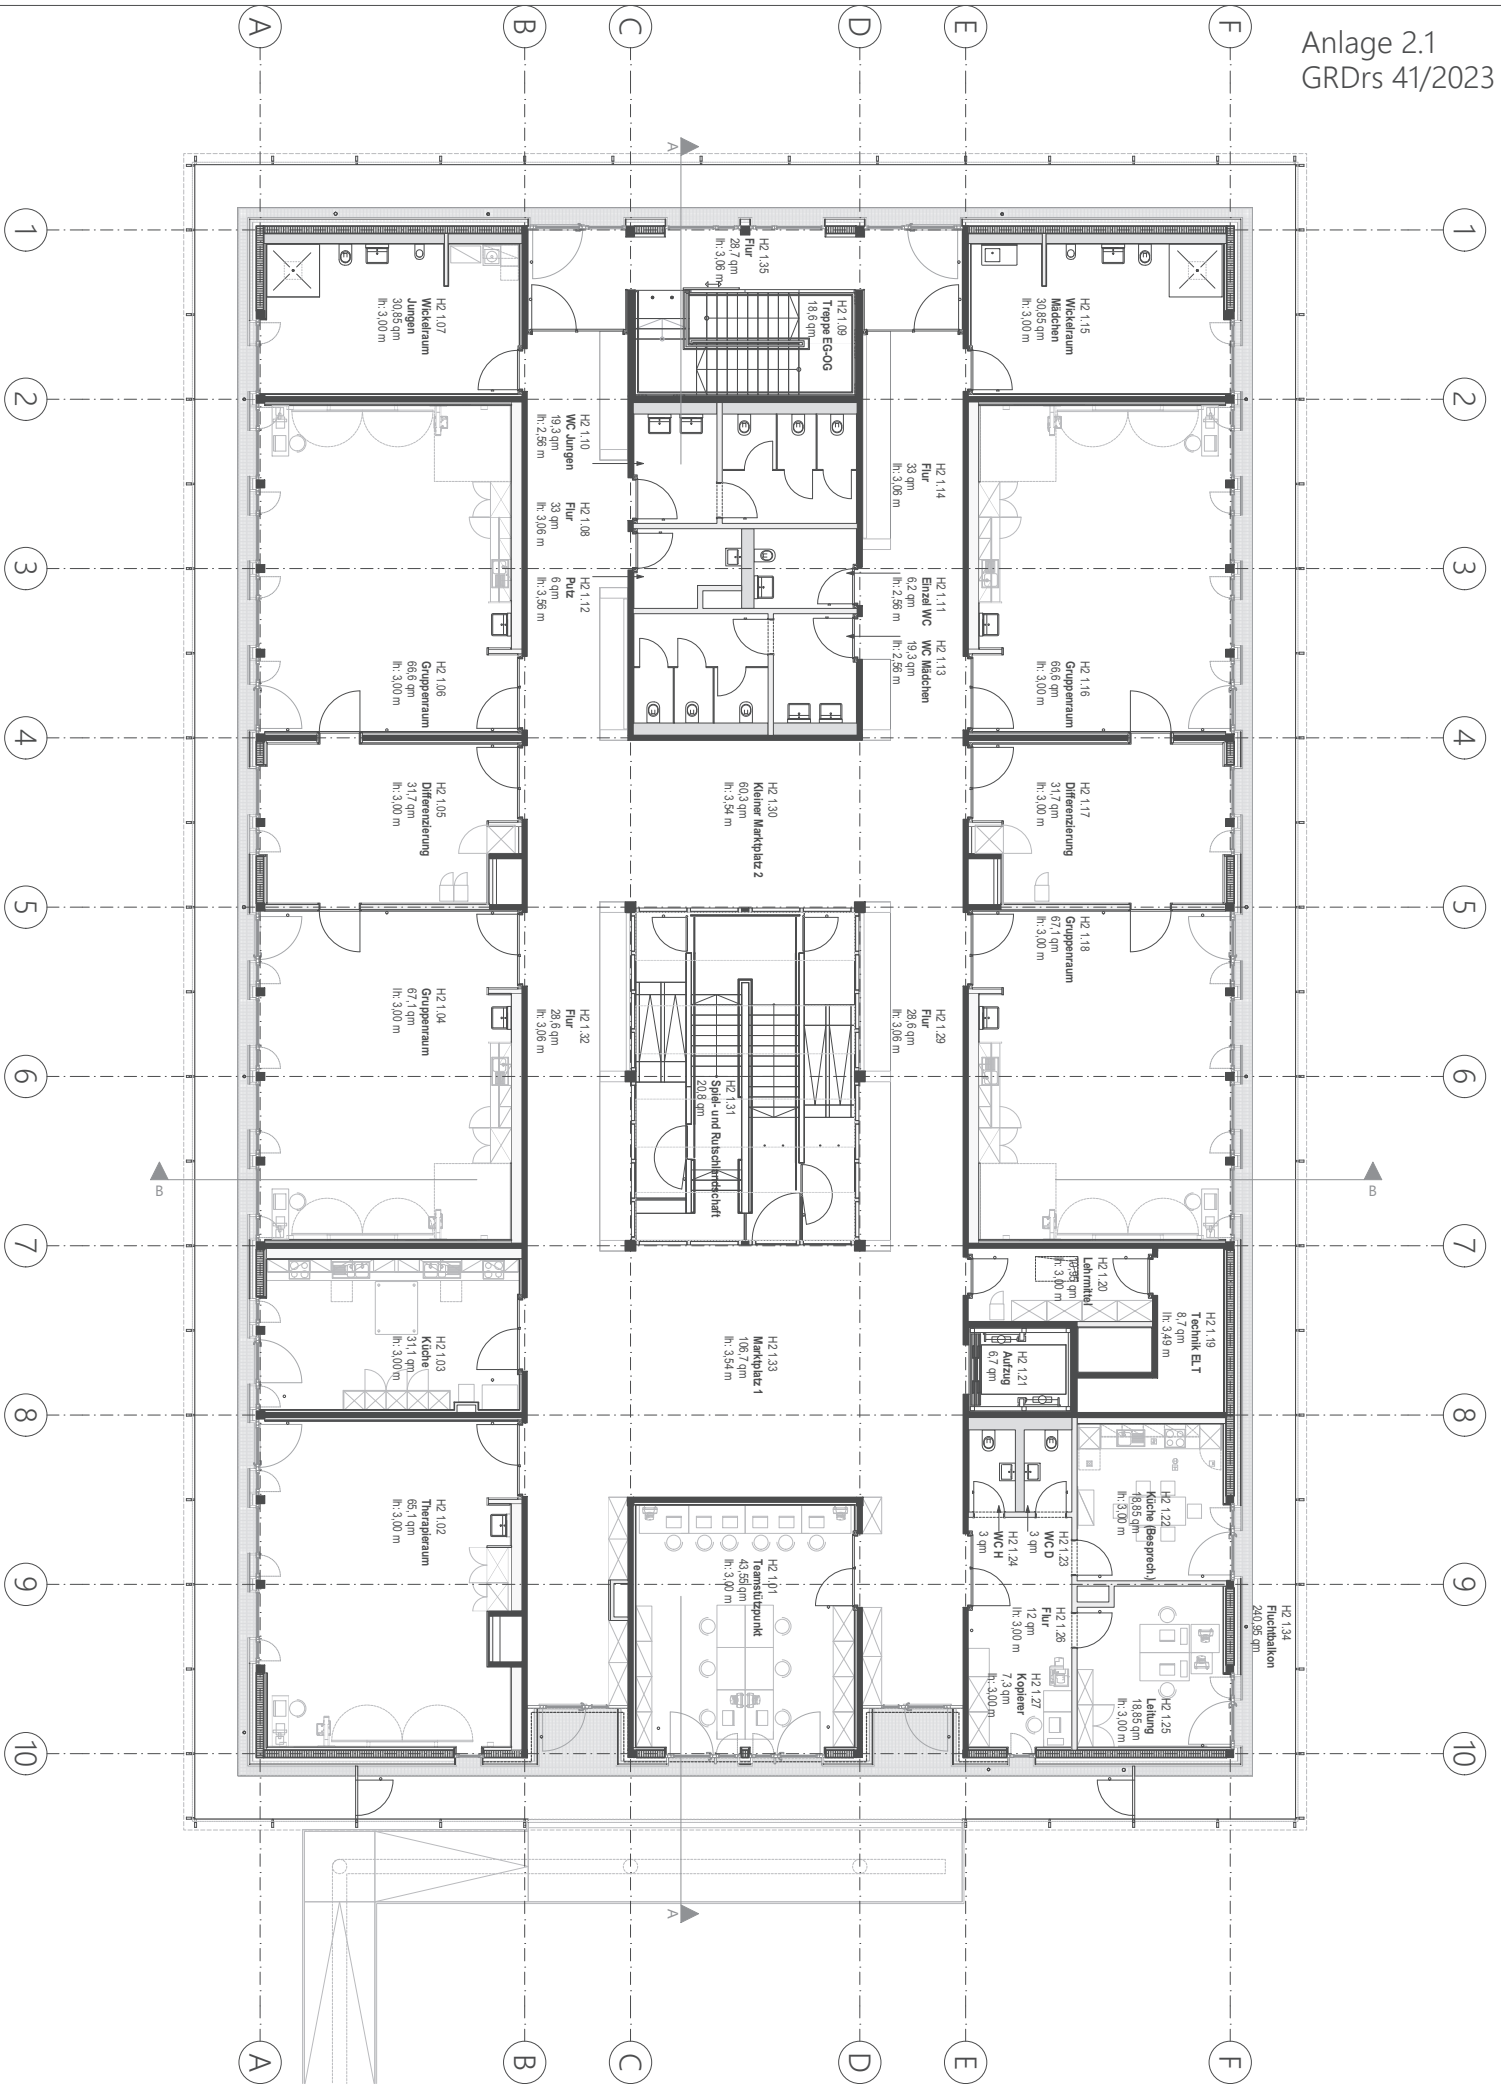 Anlage 2.1
GRDrs 41/2023
A
B
C
D
E
F
1
1
2
2
3
3
4
4
5
5
6
6
7
7
8
8
9
9
10
10
A
B
C
D
E
F
A
A
B
B
H2 1.35
Flur
28,7 qm
lh: 3,06 m
H2 1.07
Wickelraum
Jungen
30,85 qm
lh: 3,00 m
H2 1.09
Treppe EG-OG
18,6 qm
H2 1.15
Wickelraum
Mädchen
30,85 qm
lh: 3,00 m
H2 1.10
WC Jungen
19,3 qm
lh: 2,56 m
H2 1.08
Flur
33 qm
lh: 3,06 m
H2 1.12
Putz
6 qm
lh: 3,56 m
H2 1.14
Flur
33 qm
lh: 3,06 m
H2 1.11
Einzel WC
6,2 qm
lh: 2,56 m
H2 1.13
WC Mädchen
19,3 qm
lh: 2,56 m
H2 1.06
Gruppenraum
66,6 qm
lh: 3,00 m
H2 1.16
Gruppenraum
66,6 qm
lh: 3,00 m
H2 1.05
Differenzierung
31,7 qm
lh: 3,00 m
H2 1.30
Kleiner Marktplatz 2
60,3 qm
lh: 3,54 m
H2 1.17
Differenzierung
31,7 qm
lh: 3,00 m
H2 1.18
Gruppenraum
67,1 qm
lh: 3,00 m
H2 1.04
Gruppenraum
67,1 qm
lh: 3,00 m
H2 1.32
Flur
28,6 qm
lh: 3,06 m
H2 1.29
Flur
28,6 qm
lh: 3,06 m
H2 1.31
Spiel- und Rutschlandschaft
20,8 qm
H2 1.03
Küche
31,1 qm
lh: 3,00 m
H2 1.33
Marktplatz 1
106,7 qm
lh: 3,54 m
H2 1.20
Lehrmittel
lh: 3,00 m
H2 1.19
Technik ELT
8,7 qm
lh: 3,49 m
H2 1.21
Aufzug
6,7 qm
H2 1.02
Therapieraum
65,1 qm
lh: 3,00 m
H2 1.01
Teamstützpunkt
43,55 qm
lh: 3,00 m
H2 1.22
Küche (Besprech.)
18,85 qm
lh: 3,00 m
H2 1.23
WC D
3 qm
H2 1.24
WC H
3 qm
H2 1.26
Flur
12 qm
lh: 3,00 m
H2 1.27
Kopierer
7,3 qm
lh: 3,00 m
H2 1.25
Leitung
18,85 qm
lh: 3,00 m
H2 1.34
Fluchtbalkon
240,95 qm